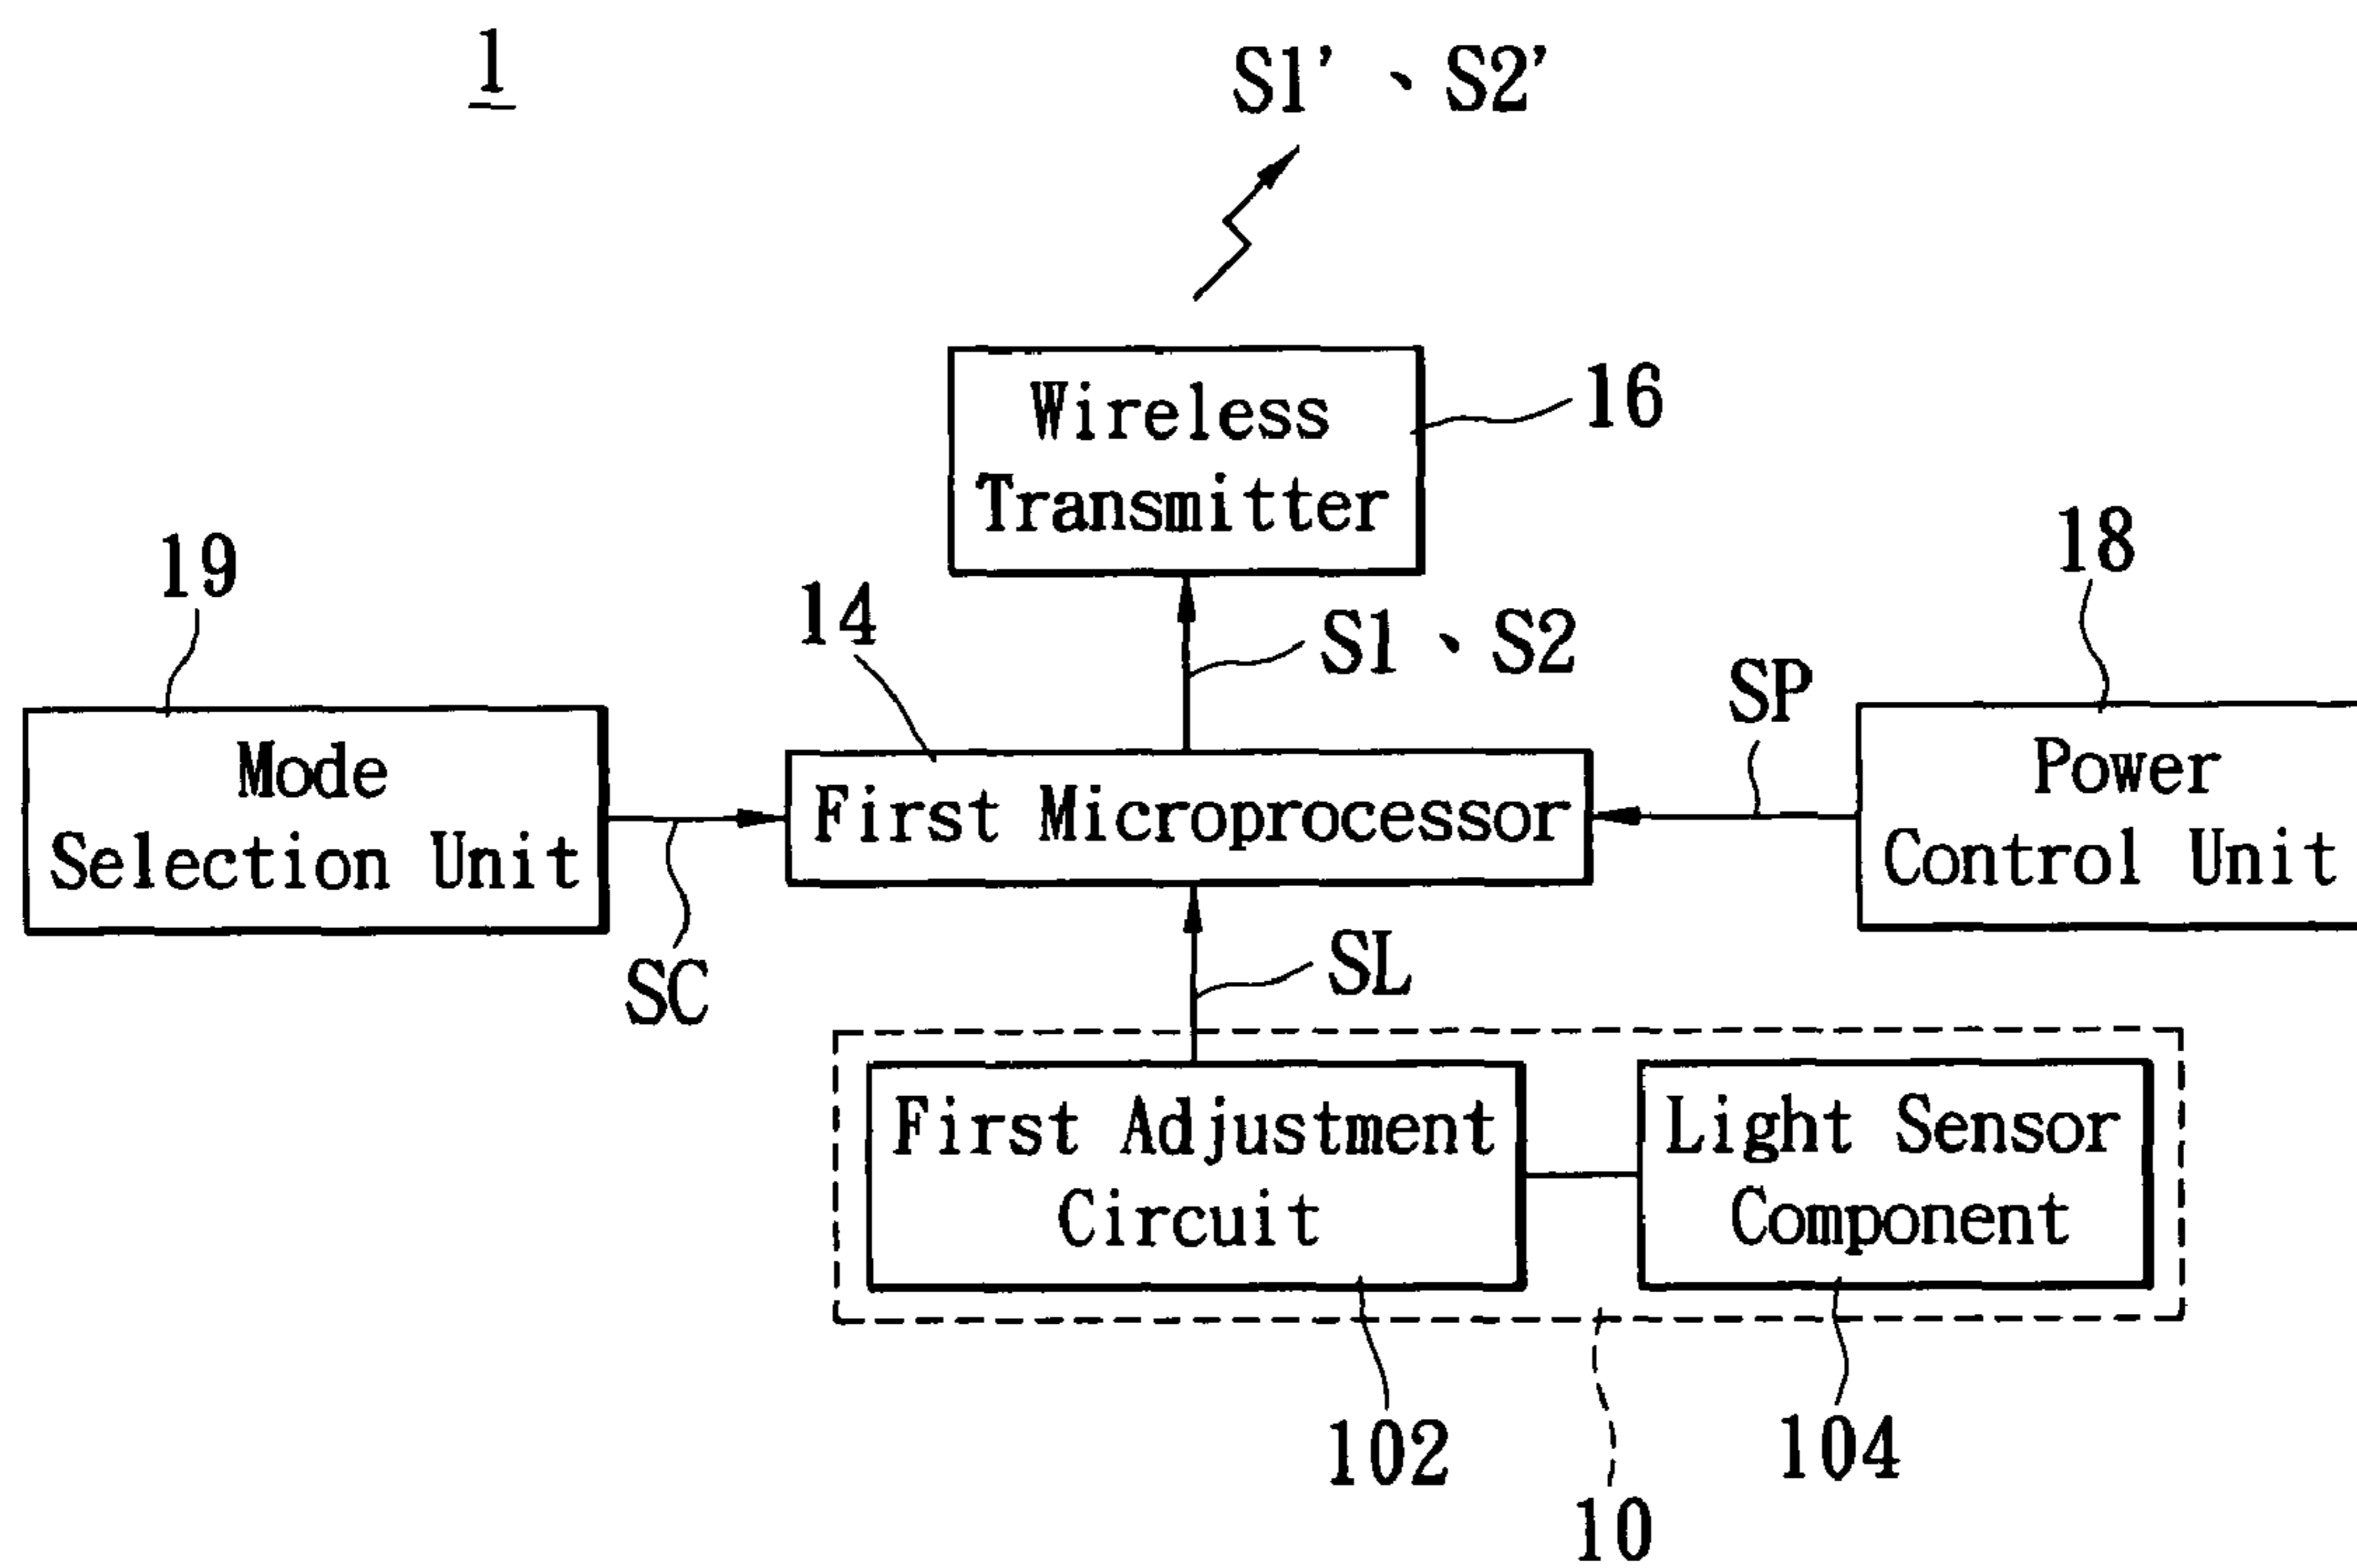 1
S1’、S2’
Wireless
Transmitter
16
19
14
S1、S2
18
SP
Mode
Selection Unit
First Microprocessor
Power
Control Unit
SC
SL
First Adjustment
Circuit
Light Sensor
Component
102
104
10